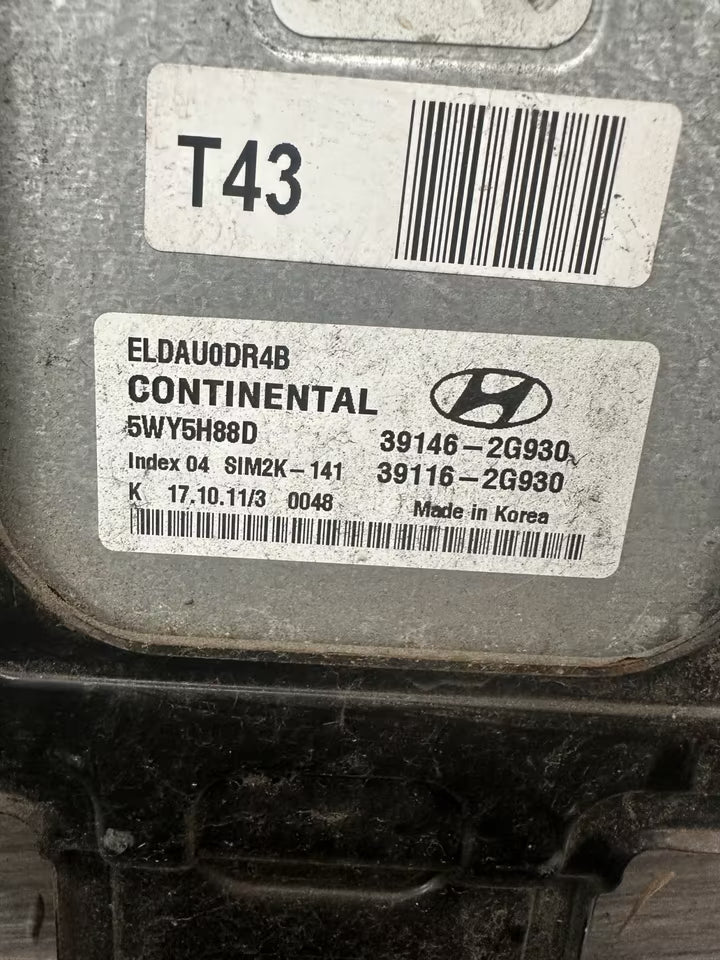 T43
ELDAU0DR4B
CONTINENTAL
5WY5H88D 39146-2G930
Index 04 SIM2K-141 39116-2G930
K 17.10.11/3 0048 Made in Korea